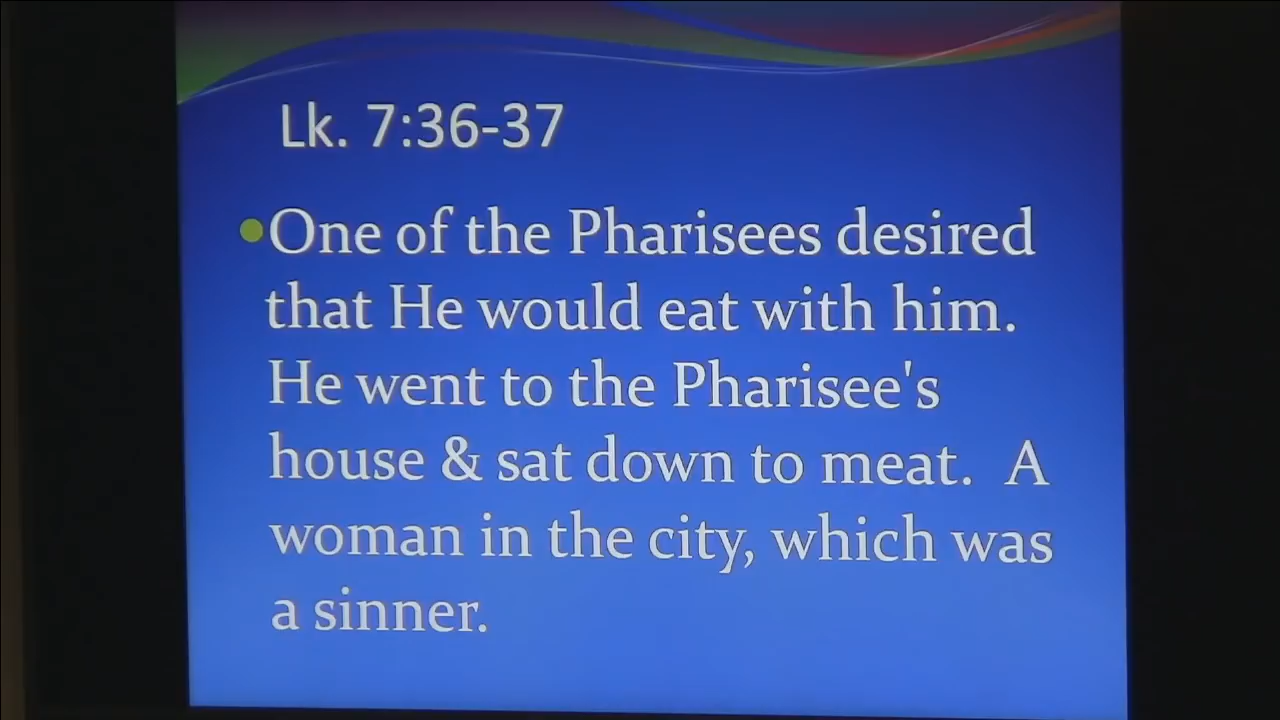 Lk. 7:36-37
•One of the Pharisees desired
that He would eat with him.
He went to the Pharisee's
house & sat down to meat.  A
woman in the city, which was
a sinner.